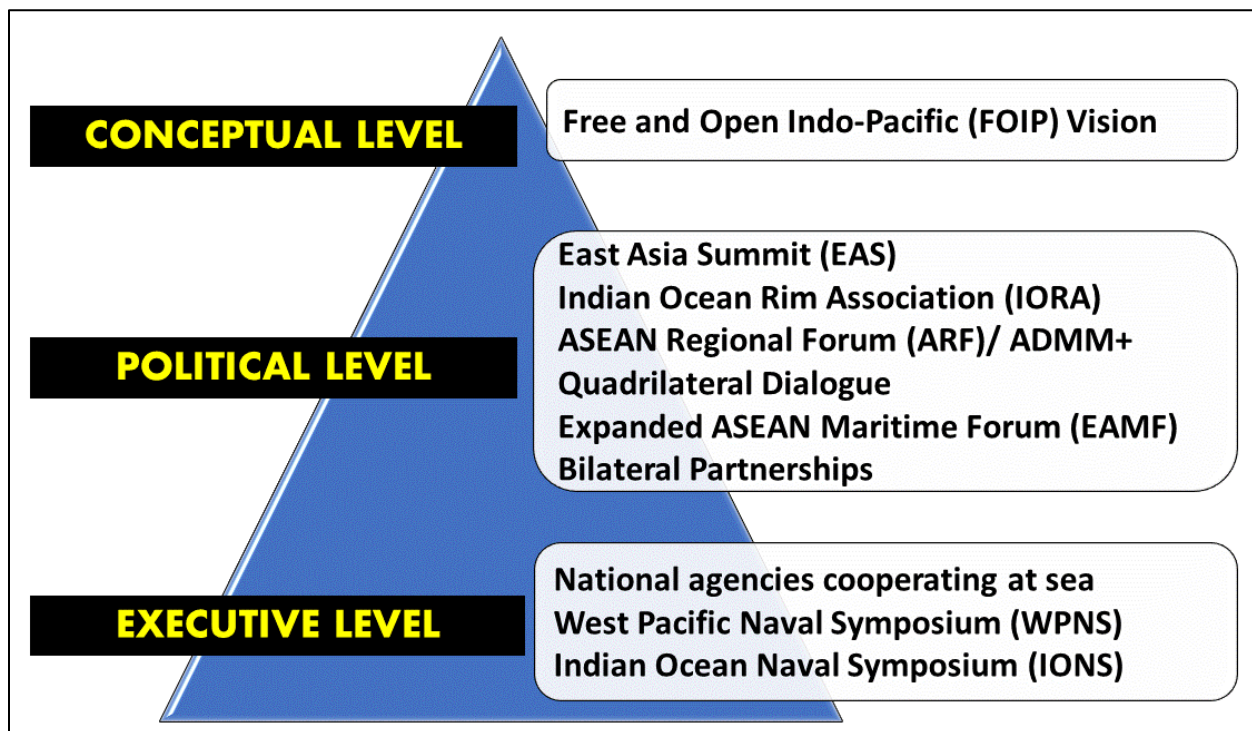 CONCEPTUAL LEVEL
Free and Open Indo-Pacific (FOIP) Vision
POLITICAL LEVEL
East Asia Summit (EAS)
Indian Ocean Rim Association (IORA)
ASEAN Regional Forum (ARF)/ ADMM+
Quadrilateral Dialogue
Expanded ASEAN Maritime Forum (EAMF)
Bilateral Partnerships
EXECUTIVE LEVEL
National agencies cooperating at sea
West Pacific Naval Symposium (WPNS)
Indian Ocean Naval Symposium (IONS)